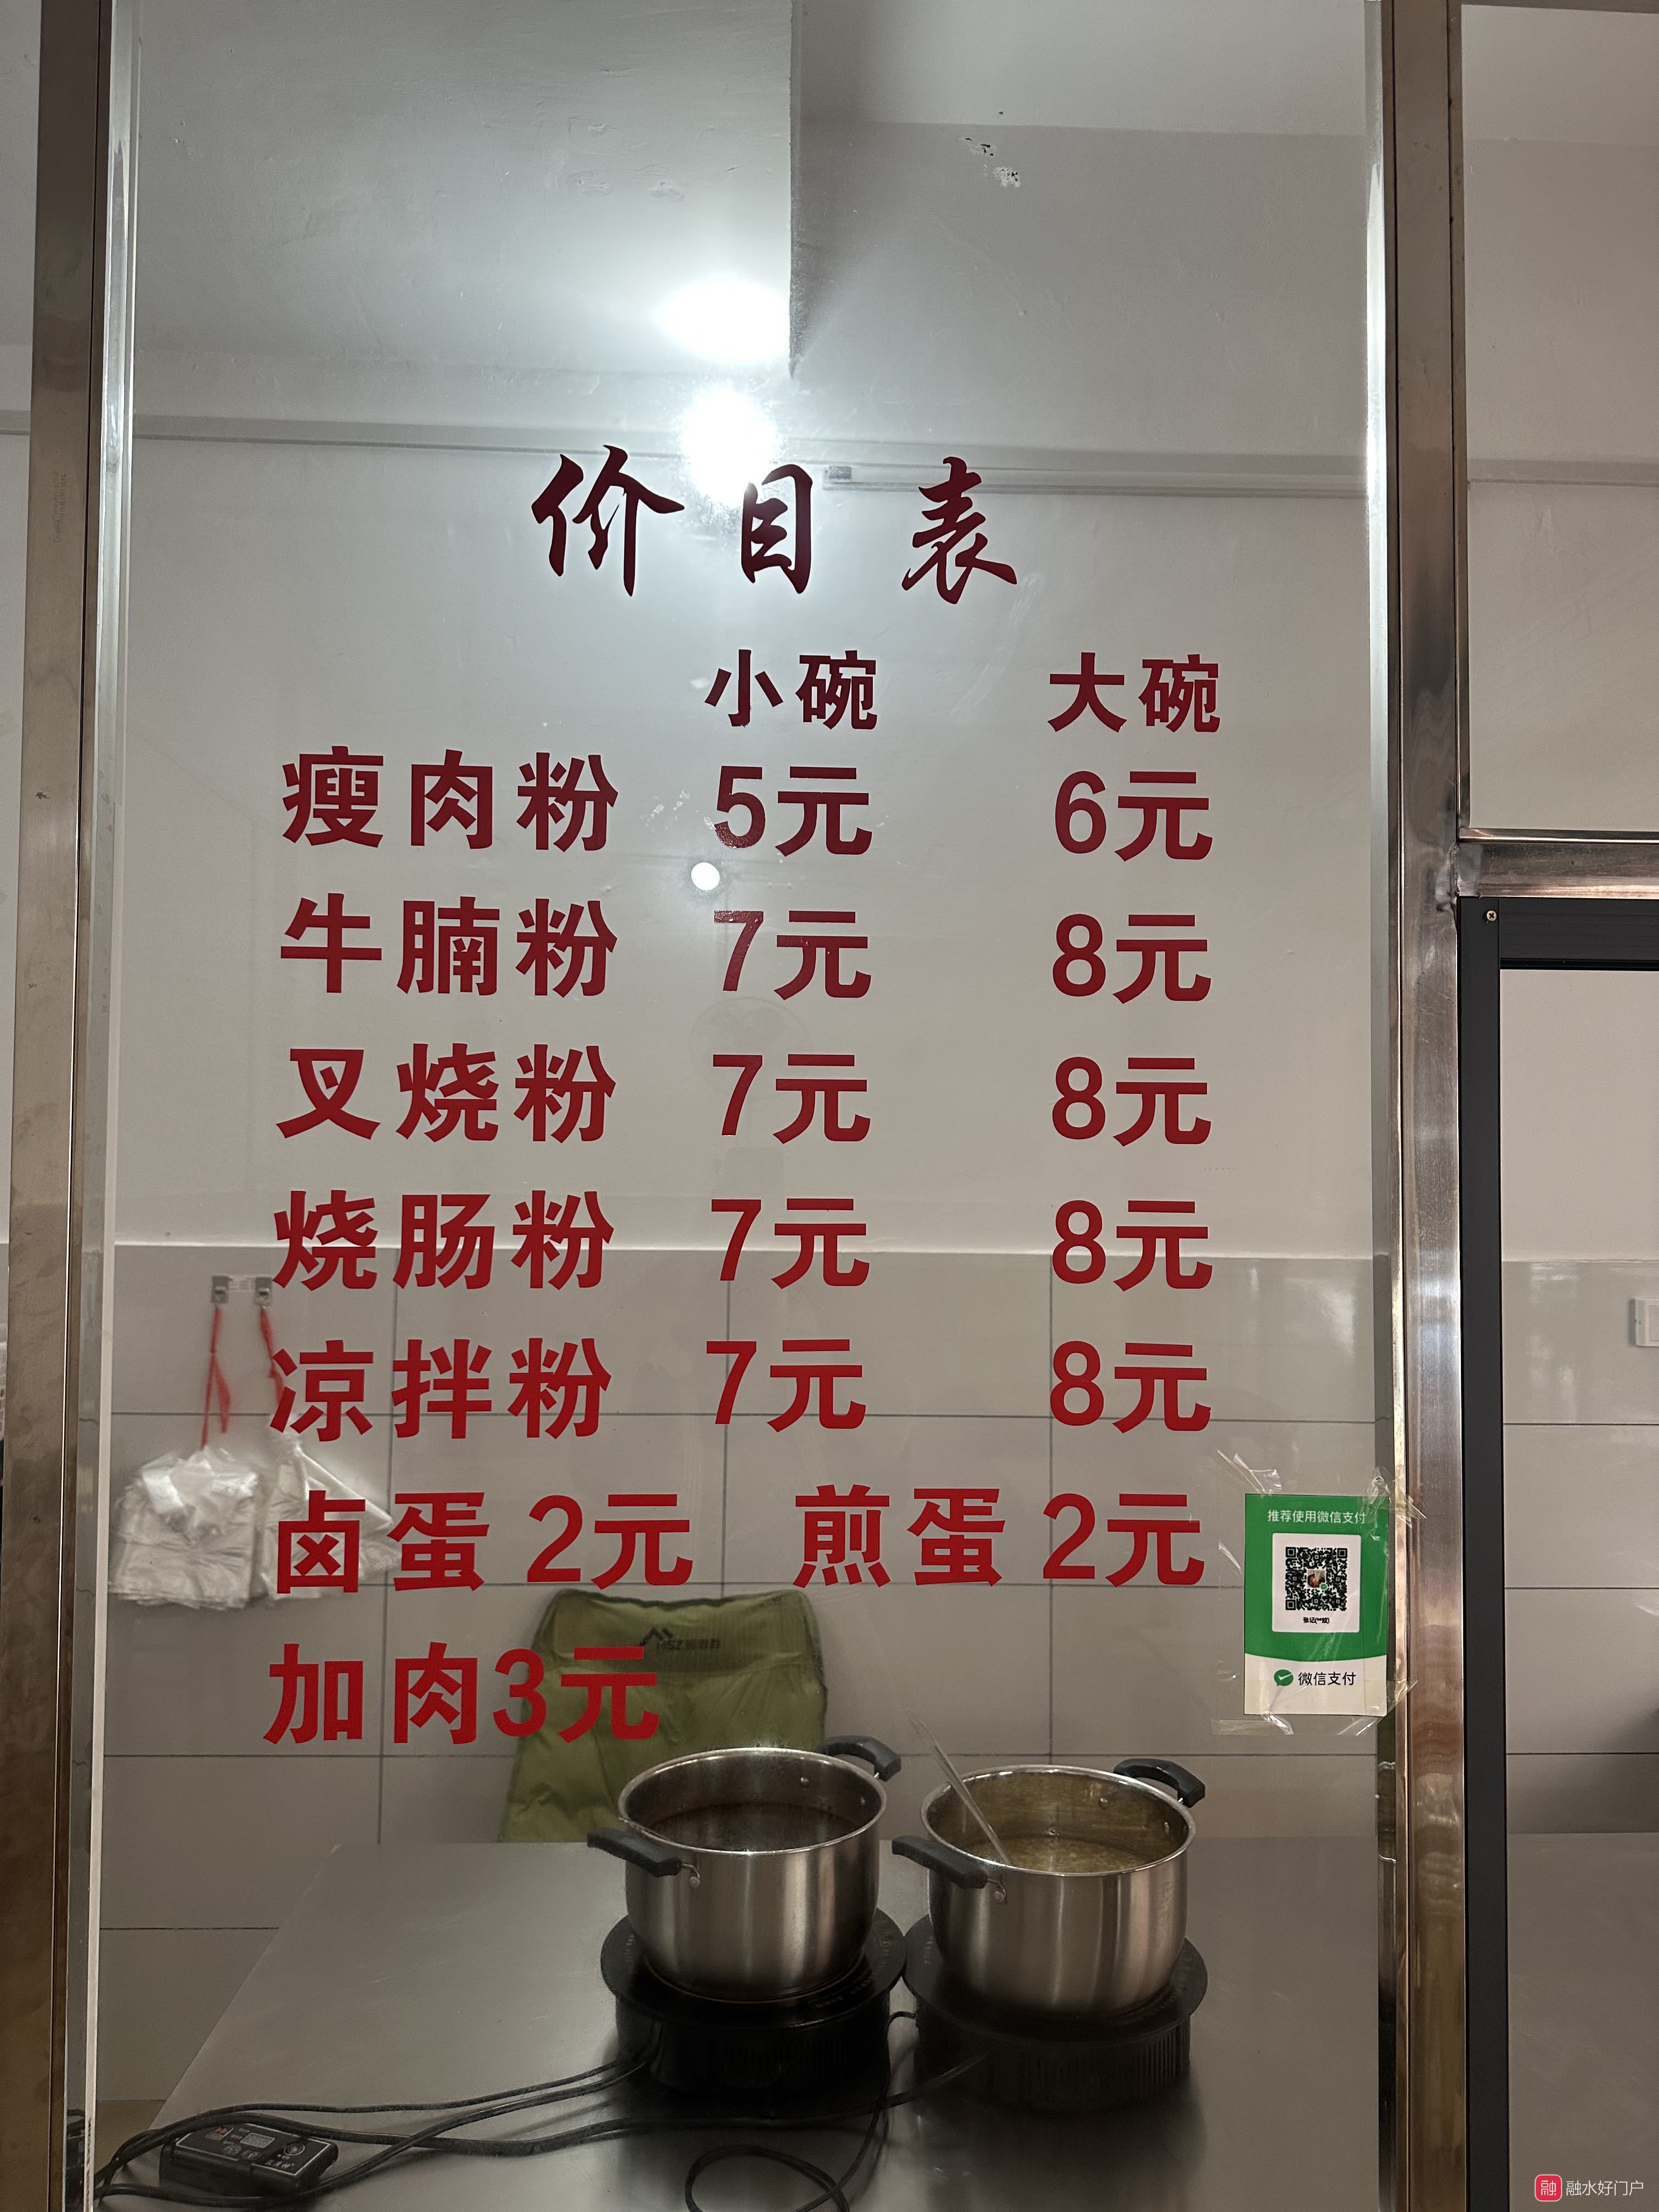 价目表
小碗 大碗
瘦肉粉 5元 6元
牛腩粉 7元 8元
叉烧粉 7元 8元
烧肠粉 7元 8元
凉拌粉 7元 8元
卤蛋 2元 煎蛋 2元
加肉3元
推荐使用微信支付
微信支付
融水好门户